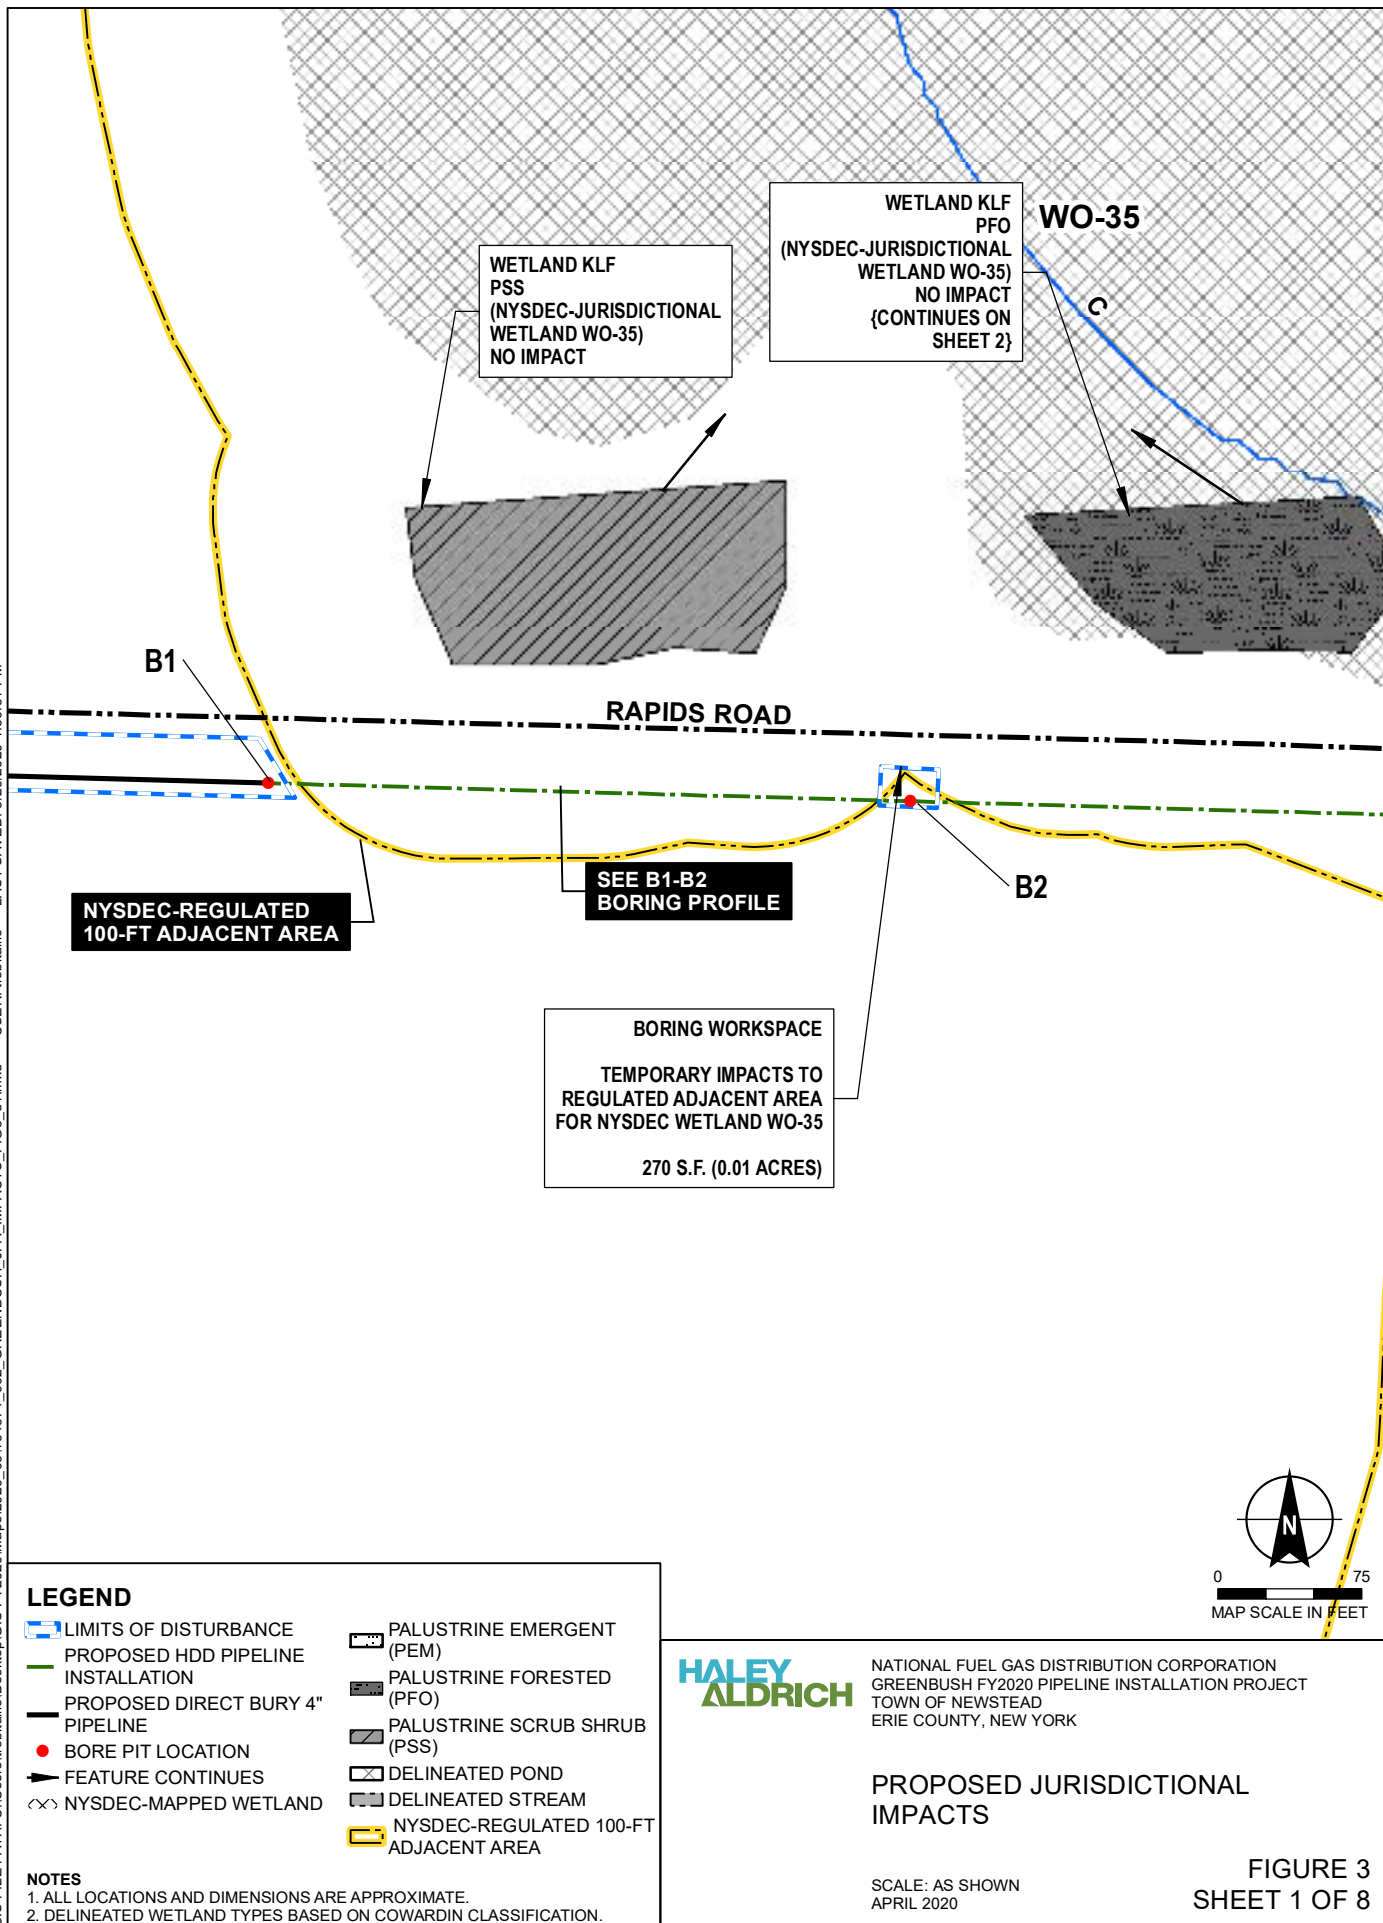 WETLAND KLF
PSS
(NYSDEC-JURISDICTIONAL
WETLAND WO-35)
NO IMPACT
WETLAND KLF
PFO
(NYSDEC-JURISDICTIONAL
WETLAND WO-35)
NO IMPACT
{CONTINUES ON
SHEET 2}
WO-35
C
B1
RAPIDS ROAD
NYSDEC-REGULATED
100-FT ADJACENT AREA
SEE B1-B2
BORING PROFILE
B2
BORING WORKSPACE
TEMPORARY IMPACTS TO
REGULATED ADJACENT AREA
FOR NYSDEC WETLAND WO-35
270 S.F. (0.01 ACRES)
N
0 75
MAP SCALE IN FEET
LEGEND
LIMITS OF DISTURBANCE
PROPOSED HDD PIPELINE
INSTALLATION
PROPOSED DIRECT BURY 4"
PIPELINE
BORE PIT LOCATION
FEATURE CONTINUES
NYSDEC-MAPPED WETLAND
PALUSTRINE EMERGENT
(PEM)
PALUSTRINE FORESTED
(PFO)
PALUSTRINE SCRUB SHRUB
(PSS)
DELINEATED POND
DELINEATED STREAM
NYSDEC-REGULATED 100-FT
ADJACENT AREA
NOTES
1. ALL LOCATIONS AND DIMENSIONS ARE APPROXIMATE.
2. DELINEATED WETLAND TYPES BASED ON COWARDIN CLASSIFICATION.
HALEY
ALDRICH
NATIONAL FUEL GAS DISTRIBUTION CORPORATION
GREENBUSH FY2020 PIPELINE INSTALLATION PROJECT
TOWN OF NEWSTEAD
ERIE COUNTY, NEW YORK
PROPOSED JURISDICTIONAL
IMPACTS
SCALE: AS SHOWN
APRIL 2020
FIGURE 3
SHEET 1 OF 8